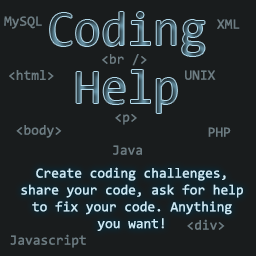 MySQL
Coding
XML
<br />
<html>
Help
UNIX
<p>
<body>
PHP
Java
Create coding challenges,
share your code, ask for help
to fix your code. Anything
you want!
<div>
Javascript